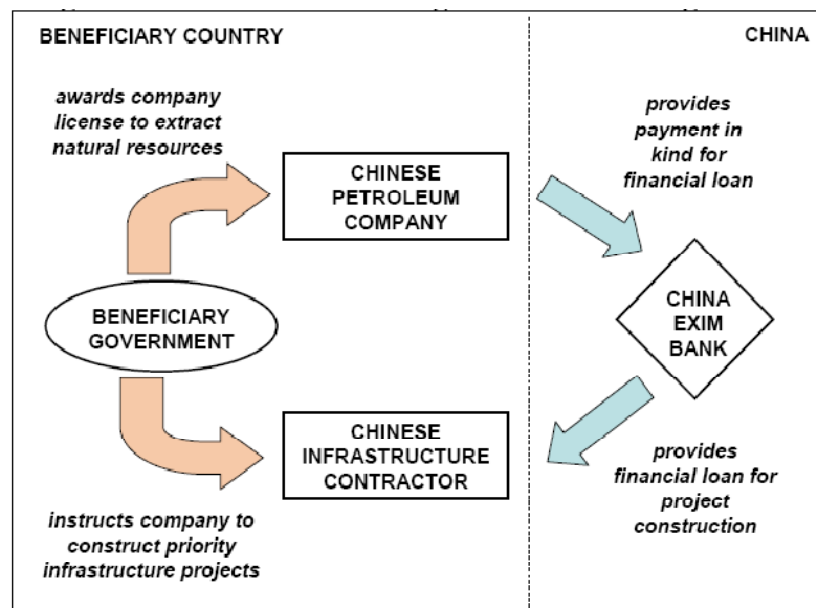 BENEFICIARY COUNTRY
CHINA
awards company
license to extract
natural resources
CHINESE
PETROLEUM
COMPANY
provides
payment in
kind for
financial loan
BENEFICIARY
GOVERNMENT
CHINA
EXIM
BANK
CHINESE
INFRASTRUCTURE
CONTRACTOR
provides
financial loan for
project
construction
instructs company to
construct priority
infrastructure projects